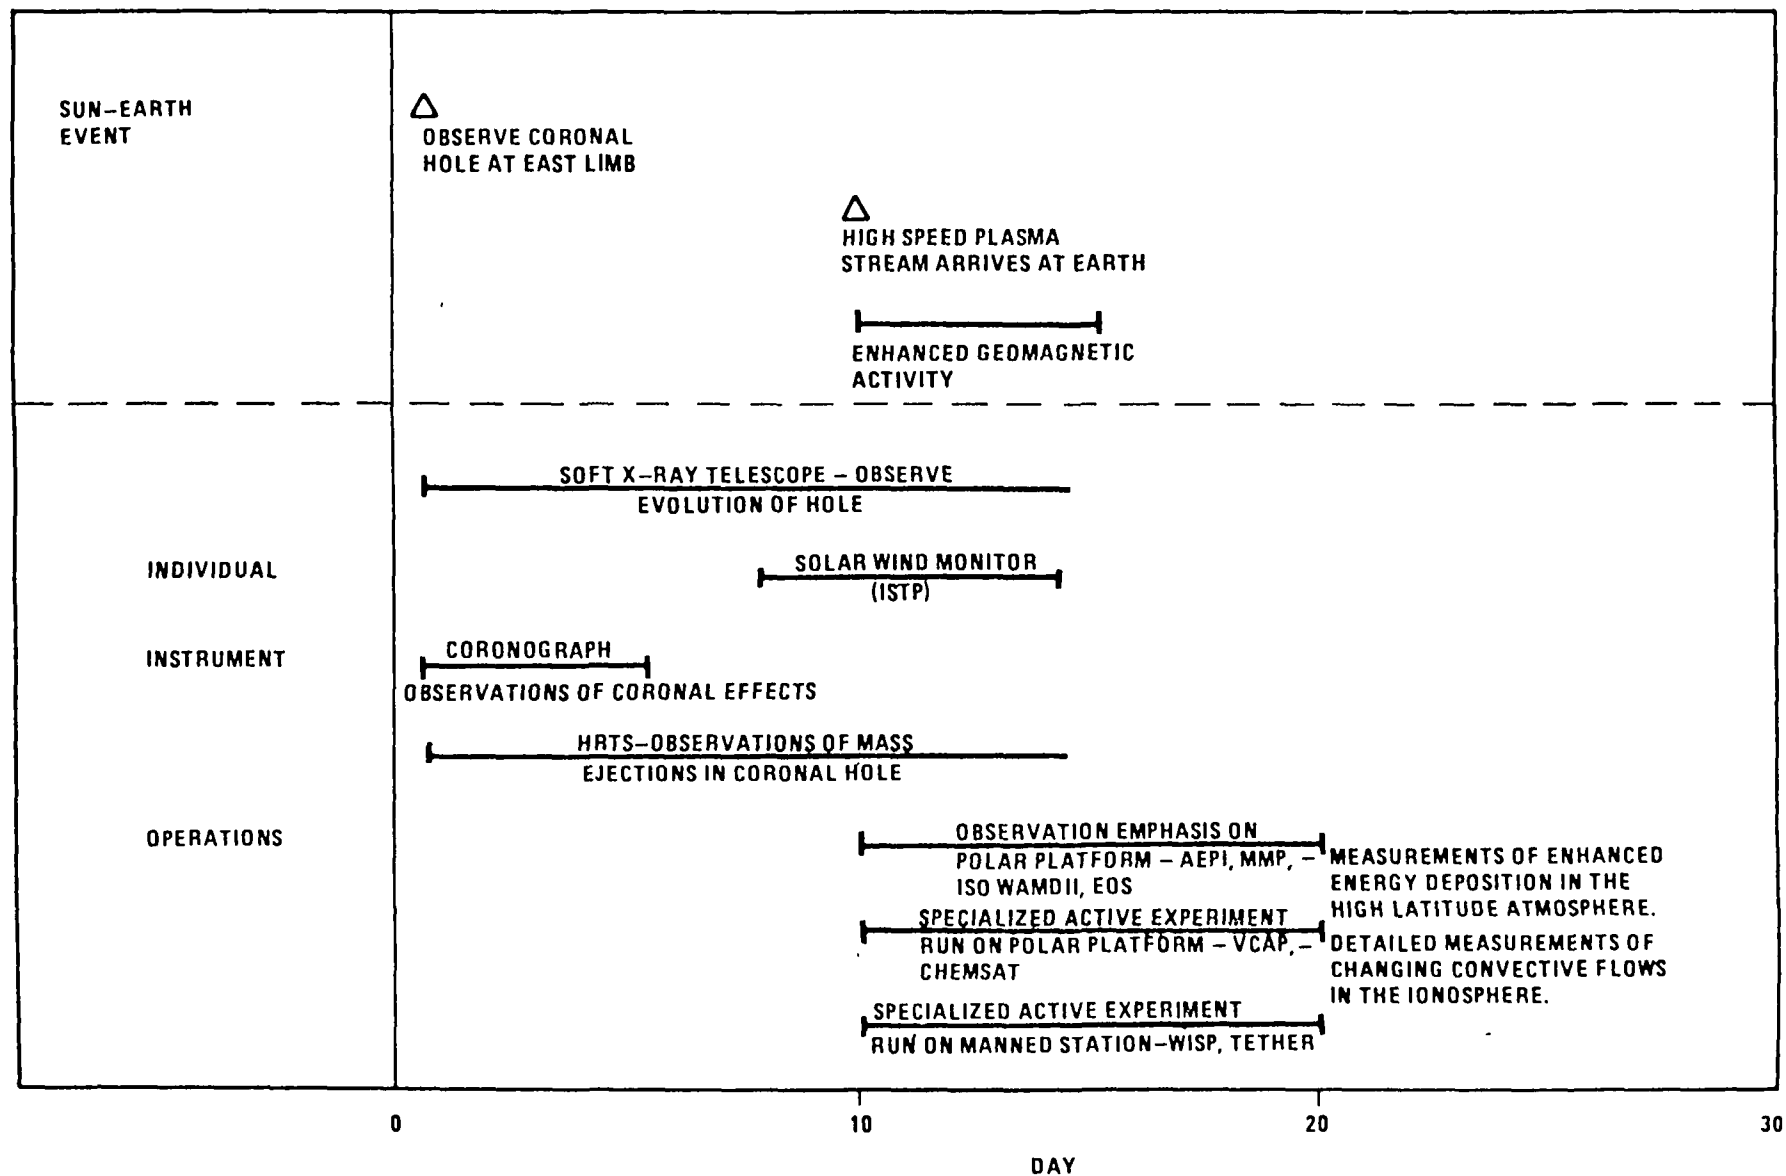 SUN-EARTH
EVENT
OBSERVE CORONAL
HOLE AT EAST LIMB
HIGH SPEED PLASMA
STREAM ARRIVES AT EARTH
ENHANCED GEOMAGNETIC
ACTIVITY
SOFT X-RAY TELESCOPE - OBSERVE
EVOLUTION OF HOLE
INDIVIDUAL
SOLAR WIND MONITOR
(ISTP)
INSTRUMENT
CORONOGRAPH
OBSERVATIONS OF CORONAL EFFECTS
HRTS-OBSERVATIONS OF MASS
EJECTIONS IN CORONAL HOLE
OPERATIONS
OBSERVATION EMPHASIS ON
POLAR PLATFORM - AEPI, MMP, -
ISO WAMDII, EOS
MEASUREMENTS OF ENHANCED
ENERGY DEPOSITION IN THE
HIGH LATITUDE ATMOSPHERE.
SPECIALIZED ACTIVE EXPERIMENT
RUN ON POLAR PLATFORM - VCAP, -
CHEMSAT
DETAILED MEASUREMENTS OF
CHANGING CONVECTIVE FLOWS
IN THE IONOSPHERE.
SPECIALIZED ACTIVE EXPERIMENT
RUN ON MANNED STATION-WISP, TETHER
0 10 20 30
DAY